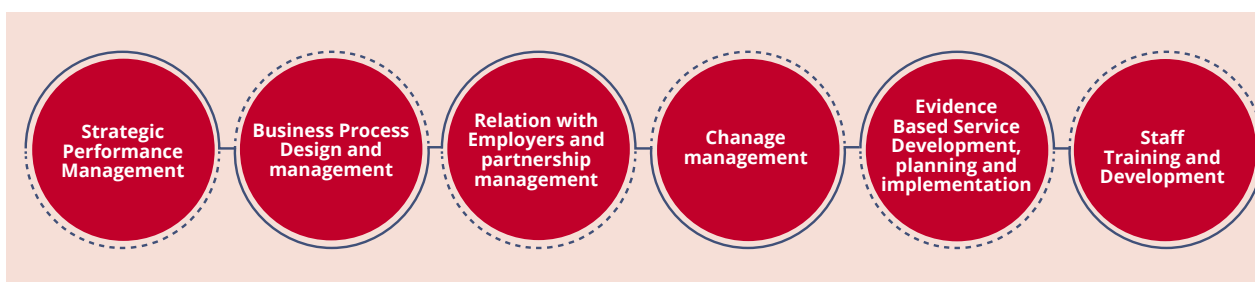 Strategic
Performance
Management
Business Process
Design and
management
Relation with
Employers and
partnership
management
Chanage
management
Evidence
Based Service
Development,
planning and
implementation
Staff
Training and
Development